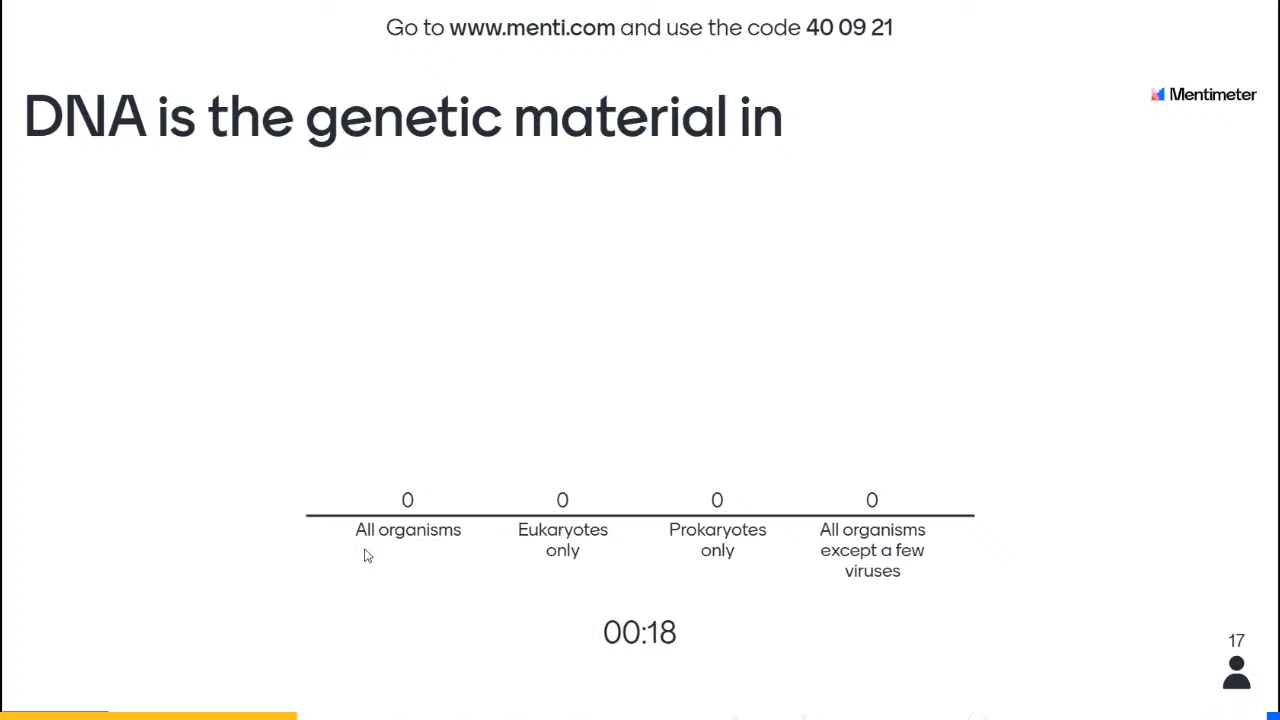 Go to www.menti.com and use the code 40 09 21
DNA is the genetic material in
Mentimeter
0
0
0
0
All organisms
Eukaryotes
only
Prokaryotes
only
All organisms
except a few
viruses
00:18
17